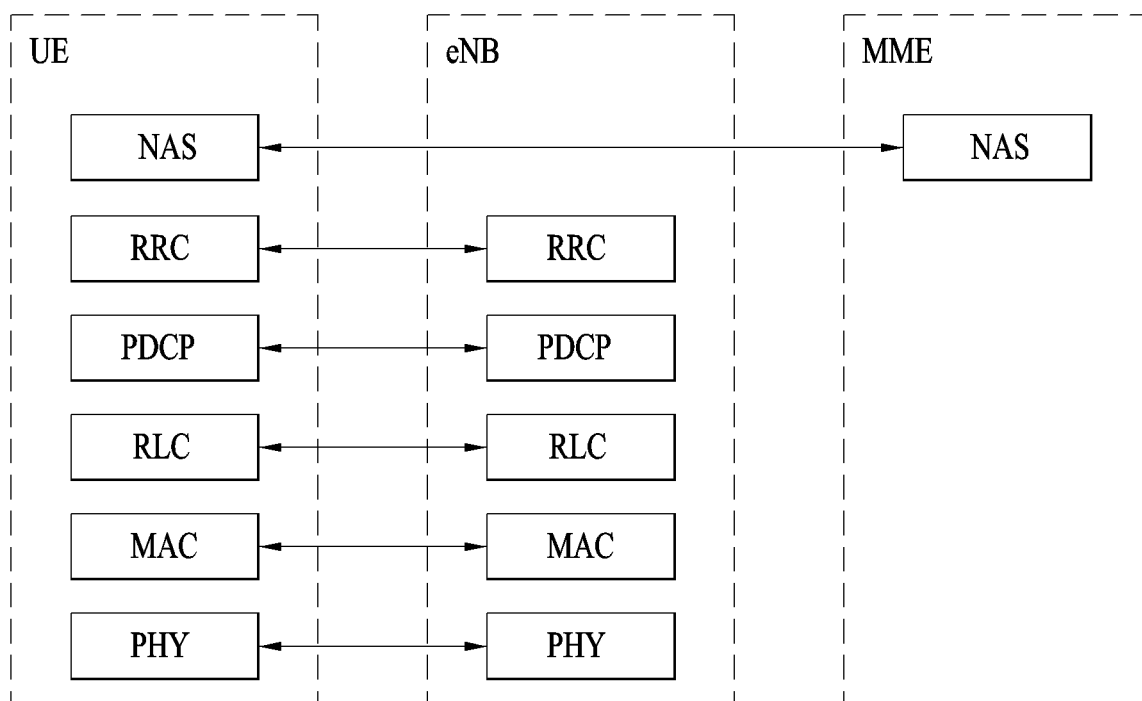 UE
eNB
MME
NAS
NAS
RRC
RRC
PDCP
PDCP
RLC
RLC
MAC
MAC
PHY
PHY